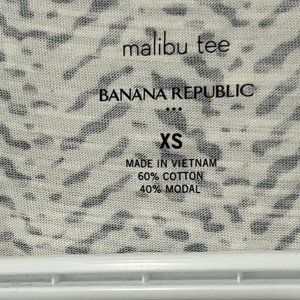 malibu tee
BANANA REPUBLIC
•••
XS
MADE IN VIETNAM
60% COTTON
40% MODAL